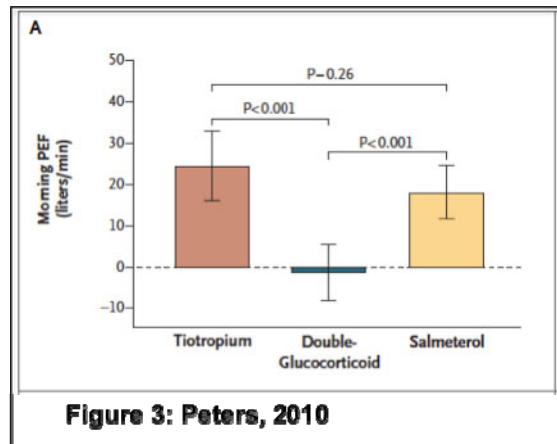 A
50
40
30
20
10
0
−10
Morning PEF
(liters/min)
P=0.26
P<0.001
P<0.001
Tiotropium
Double-
Glucocorticoid
Salmeterol
Figure 3: Peters, 2010